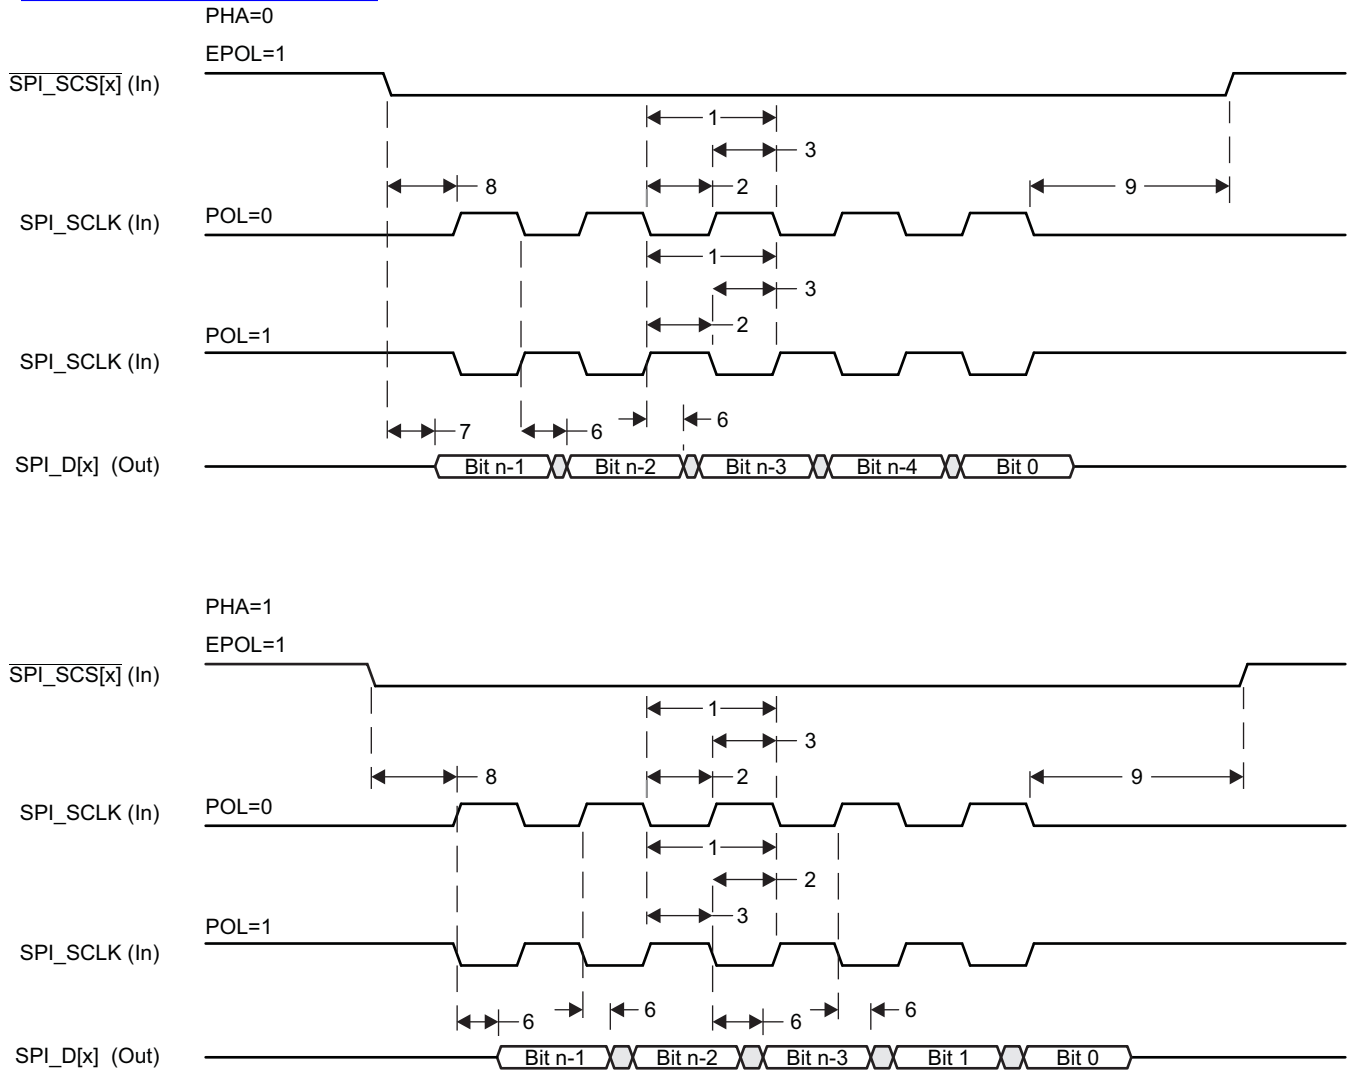 PHA=0
EPOL=1
SPI_SCS[x] (In)
1
3
8
2
9
POL=0
SPI_SCLK (In)
1
3
2
POL=1
SPI_SCLK (In)
7
6
6
SPI_D[x] (Out)
Bit n-1
Bit n-2
Bit n-3
Bit n-4
Bit 0
PHA=1
EPOL=1
SPI_SCS[x] (In)
1
3
8
2
9
POL=0
SPI_SCLK (In)
1
2
3
POL=1
SPI_SCLK (In)
6
6
6
6
SPI_D[x] (Out)
Bit n-1
Bit n-2
Bit n-3
Bit 1
Bit 0